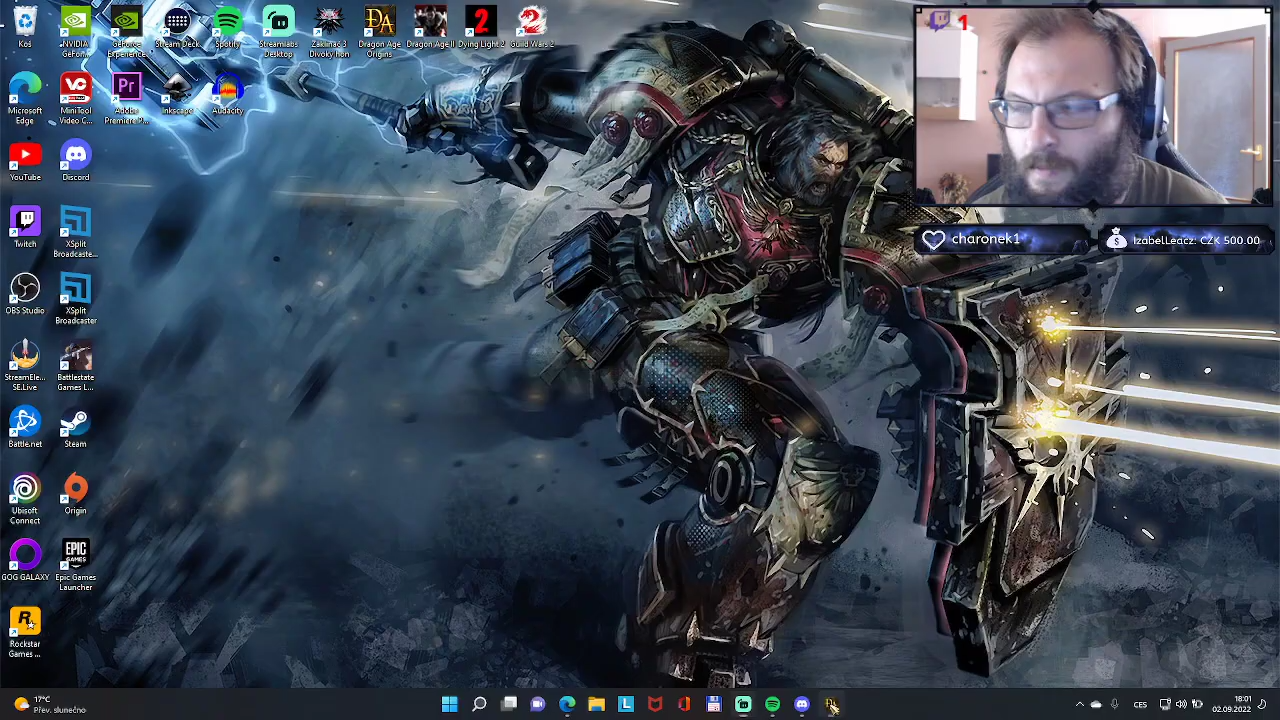 Koš
NVIDIA
GeForc...
GeForce
Experience
Stream Deck
Spotify
Streamlabs
Desktop
Zaklínač 3
Divoký hon
Dragon Age
Origins
Dragon Age II
Dying Light 2
Guild Wars 2
Microsoft
Edge
MiniTool
Video C...
Adobe
Premiere P...
Inkscape
Audacity
YouTube
Discord
Twitch
XSplit
Broadcaste...
OBS Studio
XSplit
Broadcaster
StreamEle...
SE.Live
Battlestate
Games L...
Battle.net
Steam
Ubisoft
Connect
Origin
GOG GALAXY
Epic Games
Launcher
Rockstar
Games ...
1
charonek1
IzabelLeacz: CZK 500.00
17°C
Přev. slunečno
CES
18:01
02.09.2022